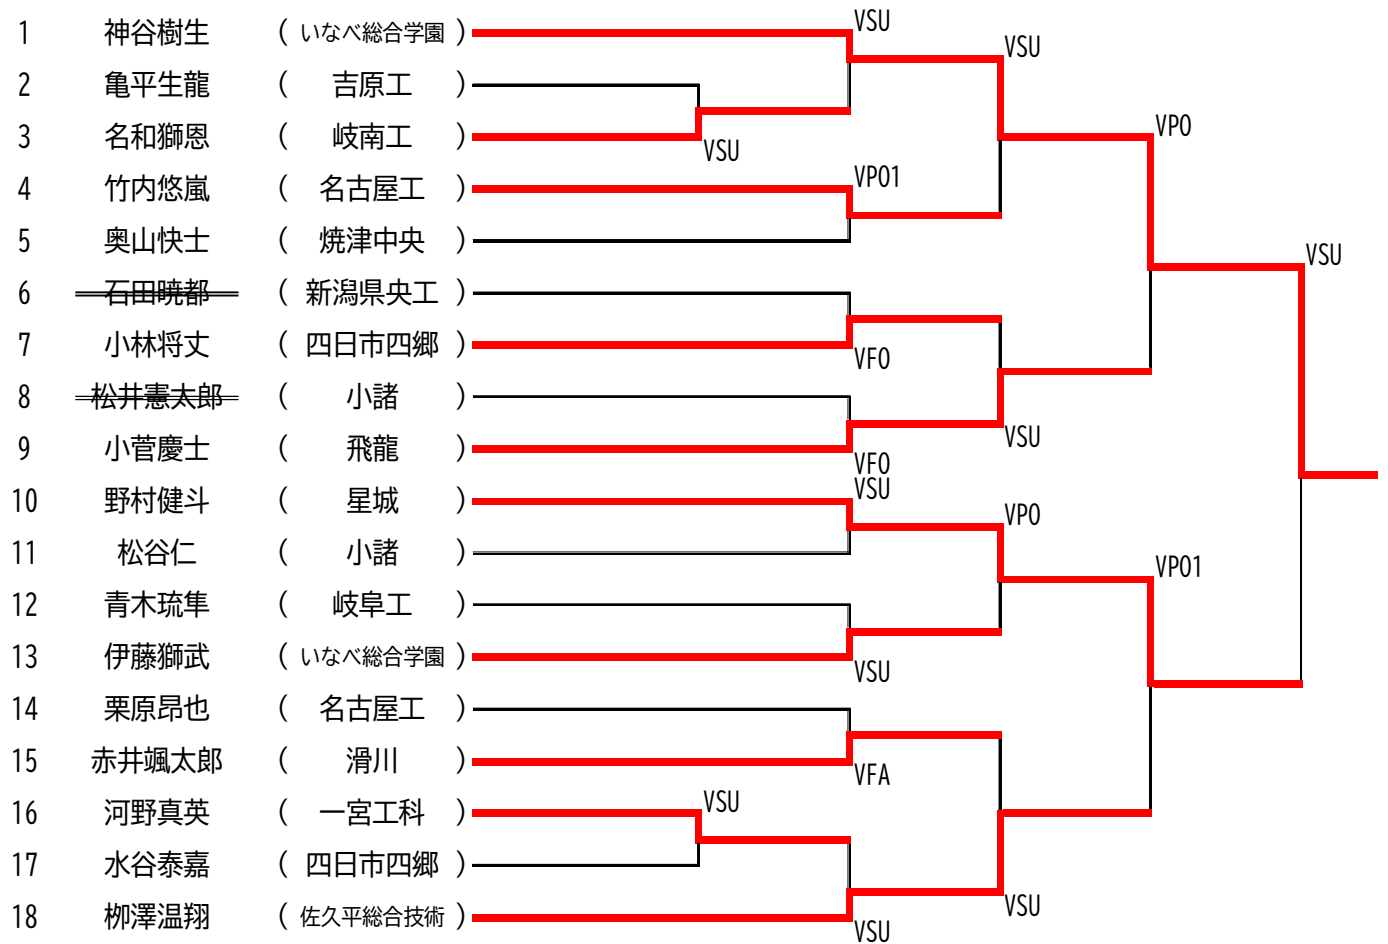 1 神谷樹生 ( いなべ総合学園 ) VSU
VSU
2 亀平生龍 ( 吉原工 )
3 名和獅恩 ( 岐南工 ) VSU
VPO
4 竹内悠嵐 ( 名古屋工 ) VPO1
5 奥山快士 ( 焼津中央 )
VSU
6 石田暁都 ( 新潟県央工 )
7 小林将丈 ( 四日市四郷 ) VFO
8 松井憲太郎 ( 小諸 )
9 小菅慶士 ( 飛龍 ) VFO VSU
10 野村健斗 ( 星城 ) VSU VPO
11 松谷仁 ( 小諸 ) VPO1
12 青木琉隼 ( 岐阜工 )
13 伊藤獅武 ( いなべ総合学園 ) VSU
14 栗原昂也 ( 名古屋工 )
15 赤井颯太郎 ( 滑川 ) VFA
16 河野真英 ( 一宮工科 ) VSU
17 水谷泰嘉 ( 四日市四郷 )
18 栁澤温翔 ( 佐久平総合技術 ) VSU VSU